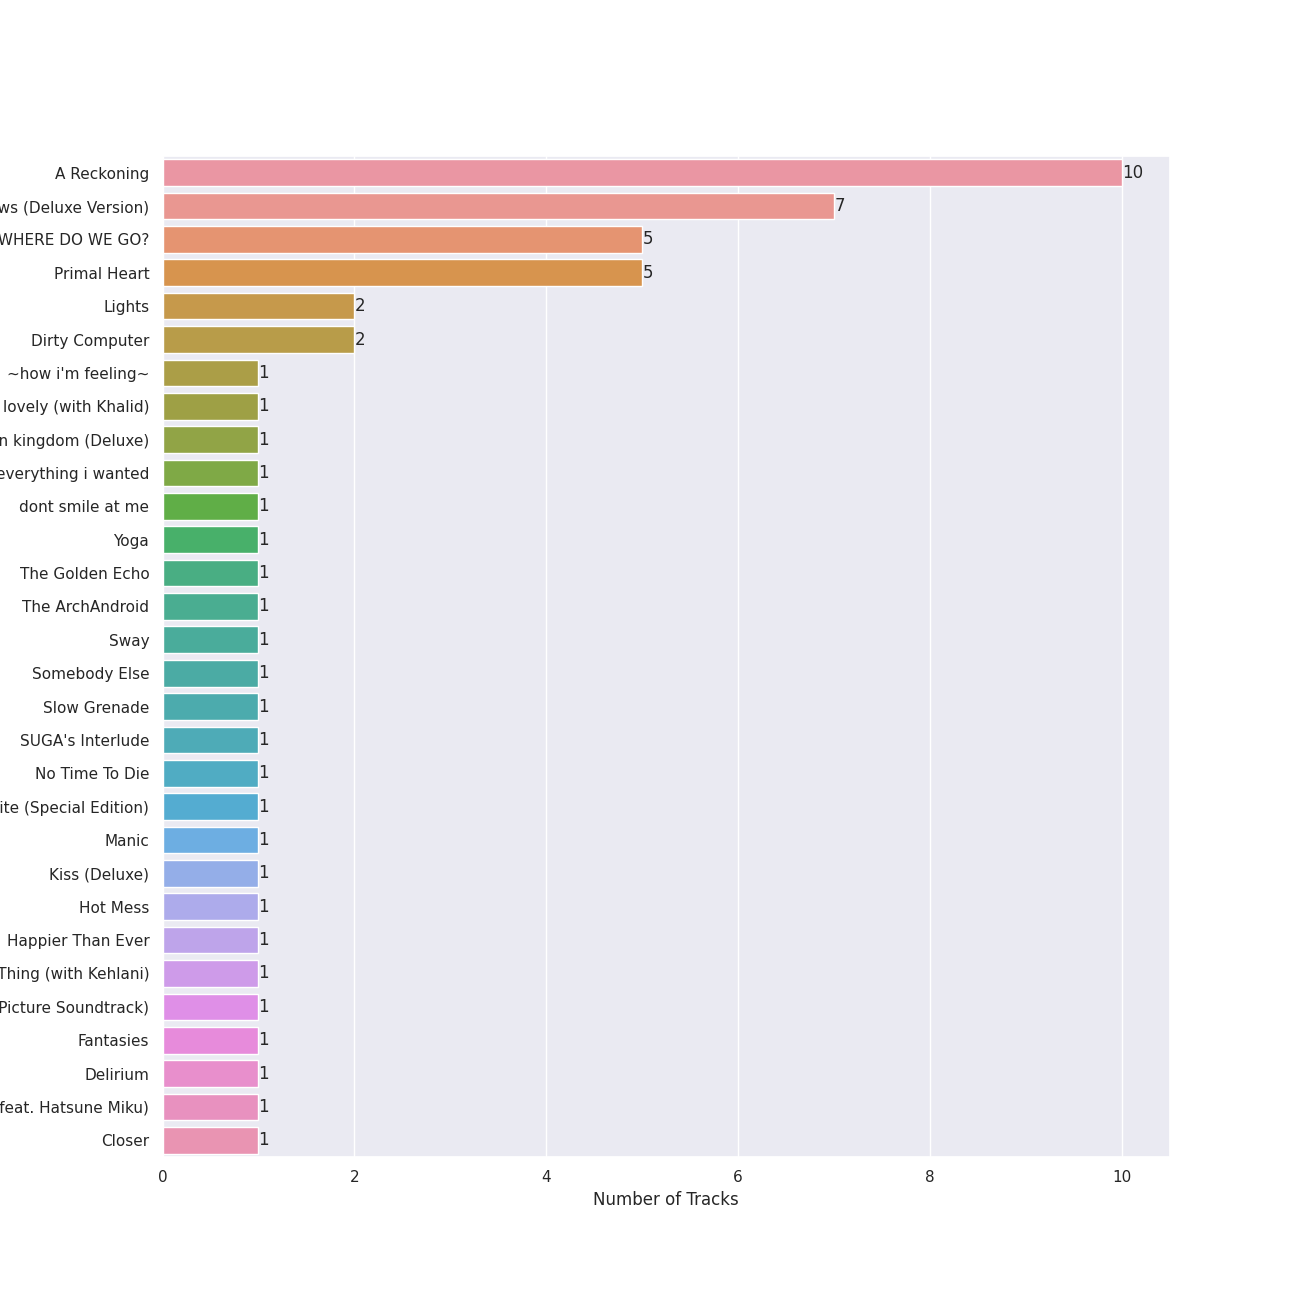 A Reckoning 10
ws (Deluxe Version) 7
WHERE DO WE GO? 5
Primal Heart 5
Lights 2
Dirty Computer 2
~how i'm feeling~ 1
lovely (with Khalid) 1
n kingdom (Deluxe) 1
everything i wanted 1
dont smile at me 1
Yoga 1
The Golden Echo 1
The ArchAndroid 1
Sway 1
Somebody Else 1
Slow Grenade 1
SUGA's Interlude 1
No Time To Die 1
ite (Special Edition) 1
Manic 1
Kiss (Deluxe) 1
Hot Mess 1
Happier Than Ever 1
Thing (with Kehlani) 1
Picture Soundtrack) 1
Fantasies 1
Delirium 1
feat. Hatsune Miku) 1
Closer 1
0 2 4 6 8 10
Number of Tracks